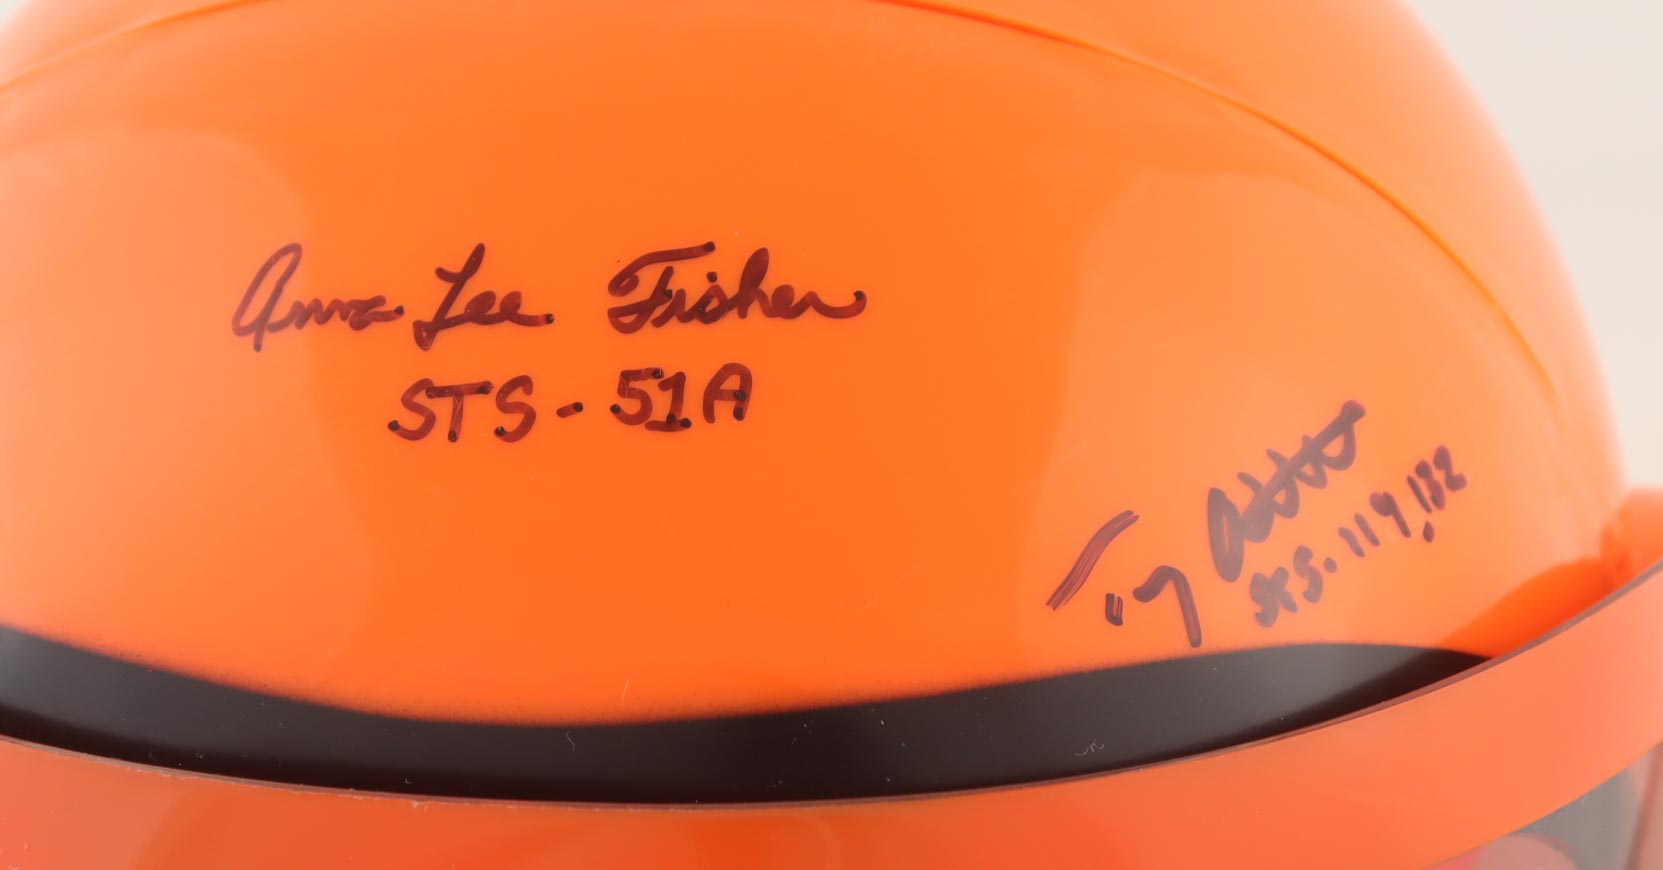 Anna Lee Fisher
STS-51A
STS-119,132